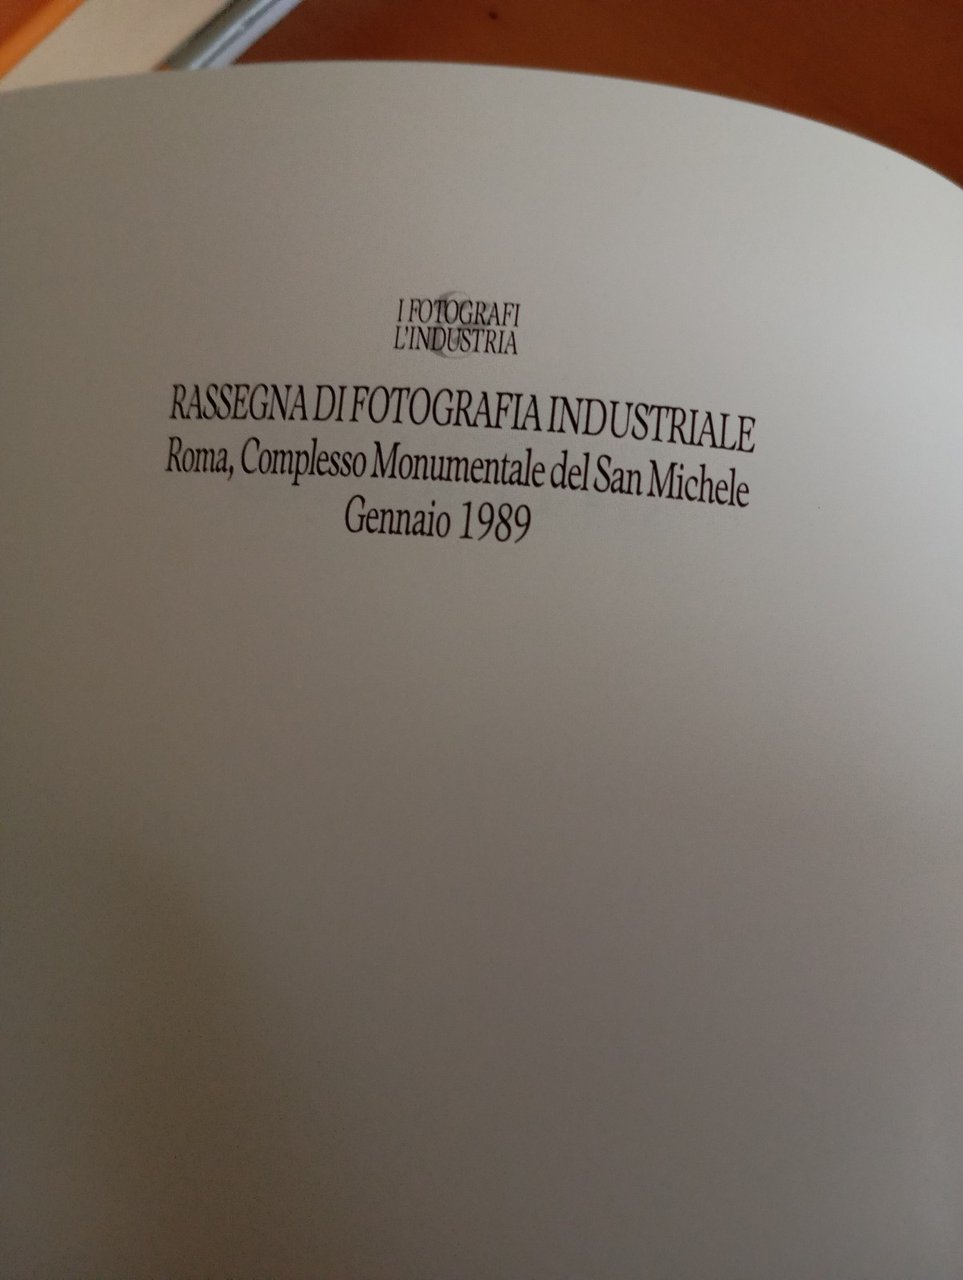 I FOTOGRAFI
&
L'INDUSTRIA
RASSEGNA DI FOTOGRAFIA INDUSTRIALE
Roma, Complesso Monumentale del San Michele
Gennaio 1989